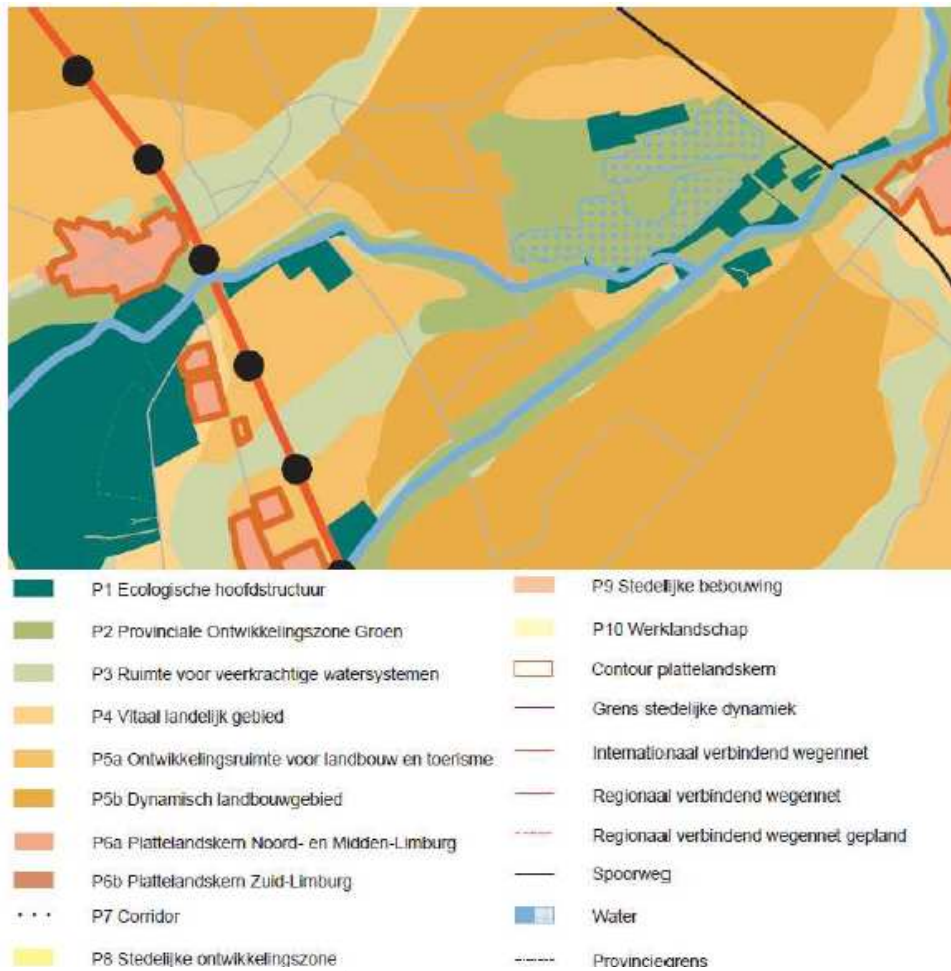 P1 Ecologische hoofdstructuur
P2 Provinciale Ontwikkelingszone Groen
P3 Ruimte voor veerkrachtige watersystemen
P4 Vitaal landelijk gebied
P5a Ontwikkelingsruimte voor landbouw en toerisme
P5b Dynamisch landbouwgebied
P6a Plattelandskern Noord- en Midden-Limburg
P6b Plattelandskern Zuid-Limburg
P7 Corridor
P8 Stedelijke ontwikkelingszone
P9 Stedelijke bebouwing
P10 Werklandschap
Contour plattelandskern
Grens stedelijke dynamiek
Internationaal verbindend wegennet
Regionaal verbindend wegennet
Regionaal verbindend wegennet gepland
Spoorweg
Water
Provinciegrens